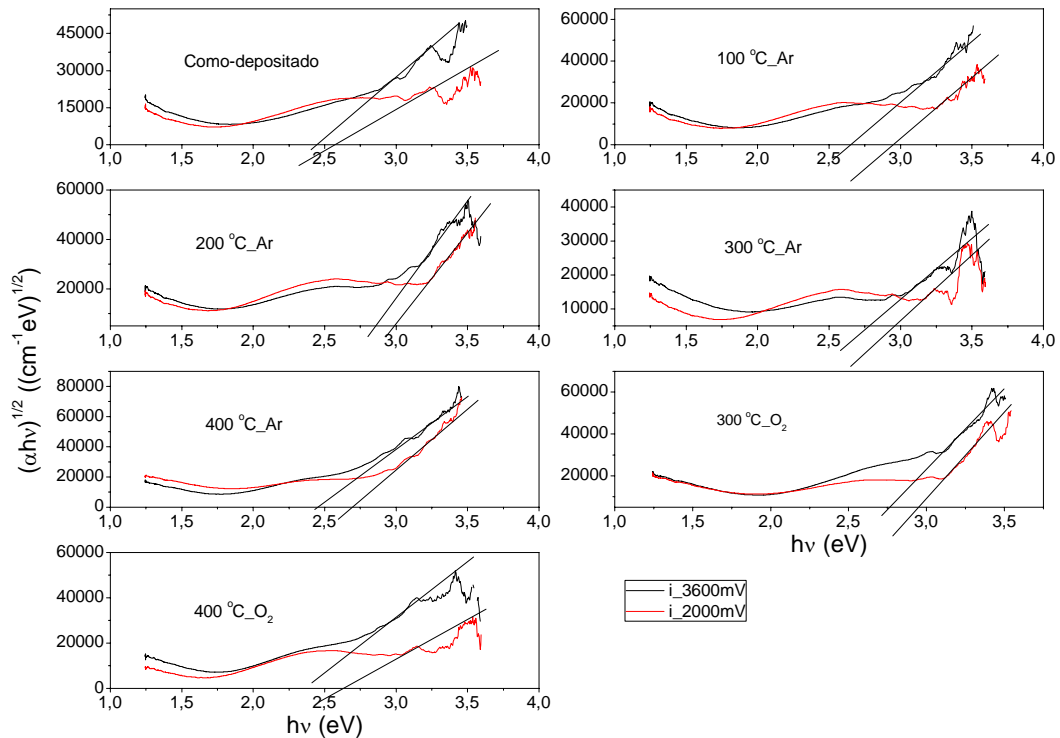 (αhν)^1/2 ((cm^-1 eV)^1/2)
45000
30000
15000
0
Como-depositado
1,0 1,5 2,0 2,5 3,0 3,5 4,0
60000
40000
20000
0
100 °C_Ar
1,0 1,5 2,0 2,5 3,0 3,5 4,0
60000
40000
20000
200 °C_Ar
1,0 1,5 2,0 2,5 3,0 3,5 4,0
40000
30000
20000
10000
300 °C_Ar
1,0 1,5 2,0 2,5 3,0 3,5 4,0
80000
60000
40000
20000
0
400 °C_Ar
1,0 1,5 2,0 2,5 3,0 3,5 4,0
60000
40000
20000
300 °C_O₂
1,0 1,5 2,0 2,5 3,0 3,5
hν (eV)
60000
40000
20000
0
400 °C_O₂
1,0 1,5 2,0 2,5 3,0 3,5 4,0
hν (eV)
i_3600mV
i_2000mV